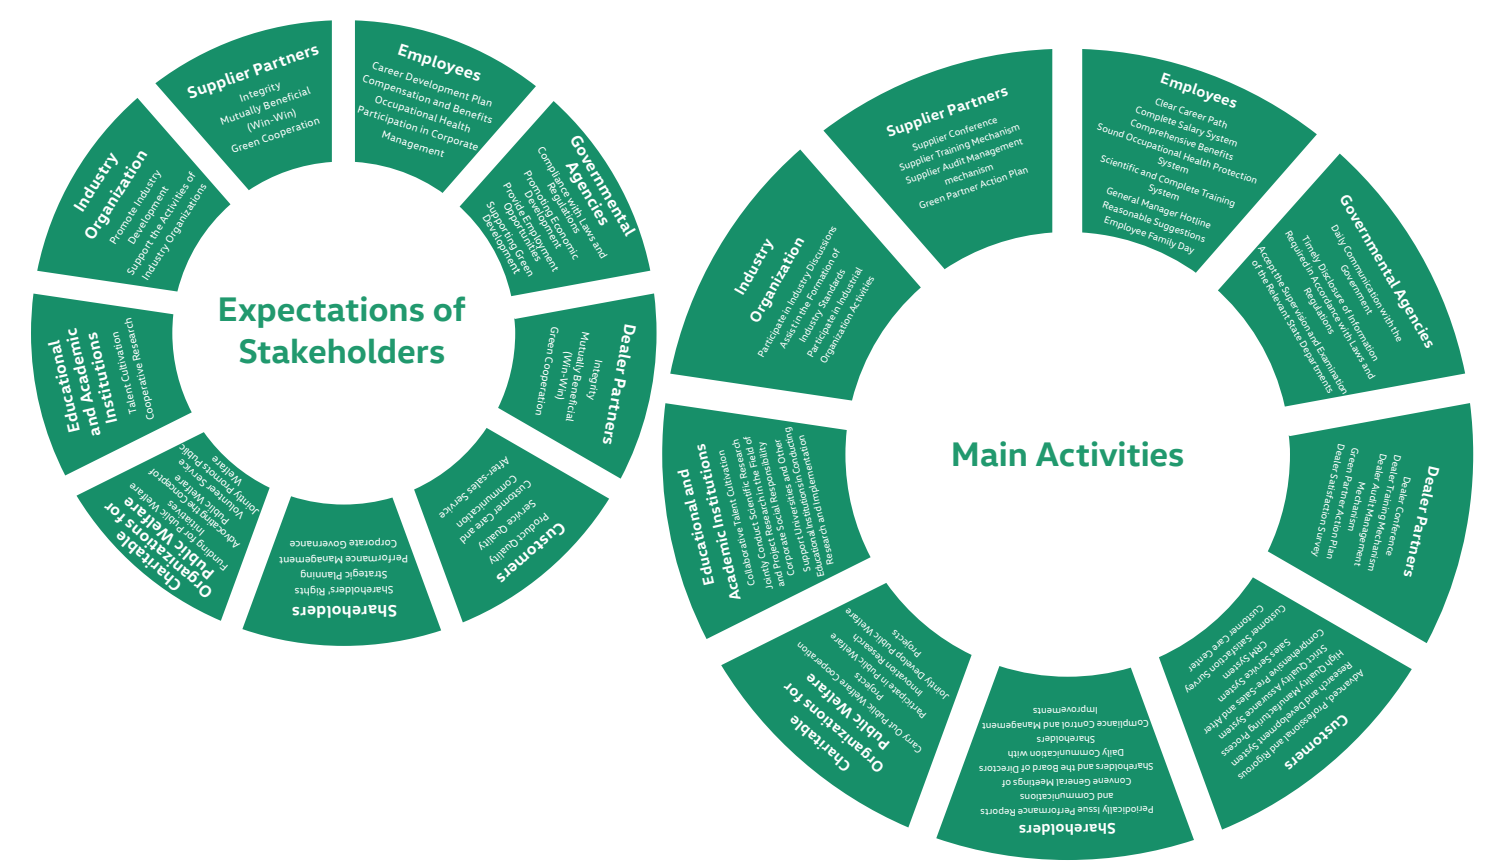 Expectations of
Stakeholders
Employees
Career Development Plan
Compensation and Benefits
Occupational Health
Participation in Corporate
Management
Governmental
Agencies
Compliance with Laws and
Regulations
Promoting Economic
Development
Provide Employment
Opportunities
Supporting Green
Development
Dealer Partners
Integrity
Mutually Beneficial
(Win-Win)
Green Cooperation
Customers
Product Quality
Service Quality
Customer Care and
Communication
After-sales service
Shareholders
Shareholders' Rights
Strategic Planning
Performance Management
Corporate Governance
Charitable
Organizations for
Public Welfare
Funding for Public Welfare
Initiatives
Advocating the Concept of
Public Welfare
Volunteer Service
Jointly Promots Public
Welfare
Educational
and Academic
Institutions
Talent Cultivation
Cooperative Research
Industry
Organization
Promote Industry
Development
Support the Activities of
Industry Organizations
Supplier Partners
Integrity
Mutually Beneficial
(Win-Win)
Green Cooperation
Main Activities
Employees
Clear Career Path
Complete Salary System
Comprehensive Benefits
Sound Occupational Health Protection
System
Scientific and Complete Training
System
General Manager Hotline
Reasonable Suggestions
Employee Family Day
Governmental Agencies
Daily Communication with the
Government
Timely Disclosure of Information
Required in Accordance with Laws and
Regulations
Accept the Supervision and Examination
of the Relevant State Departments
Dealer Partners
Dealer Conference
Dealer Training Mechanism
Dealer Audit Management
Mechanism
Green Partner Action Plan
Dealer Satisfaction Survey
Customers
Advanced, Professional and Rigorous
Research and Development System
High Quality Manufacturing Process
Strict Quality Assurance System
Comprehensive Pre-Sales and After
Sales Service System
CRM System
Customer Satisfaction Survey
Customer Care Center
Shareholders
Periodically Issue Performance Reports
and Communications
Convene General Meetings of
Shareholders and the Board of Directors
Daily Communication with
Shareholders
Compliance Control and Management
Improvements
Charitable
Organizations for
Public Welfare
Carry Out Public Welfare Cooperation
Projects
Participate in Public Welfare
Innovation Research
Jointly Develop Public Welfare
Projects
Educational and
Academic Institutions
Collaborative Talent Cultivation
Jointly Conduct Scientific Research
and Project Research in the Field of
Corporate Social Responsibility
Support Universities and Other
Educational Institutions in Conducting
Research and Implementation
Industry
Organization
Participate in Industry Discussions
Assist in the Formation of
Industry Standards
Participate in Industrial
Organization Activities
Supplier Partners
Supplier Conference
Supplier Training Mechanism
Supplier Audit Management
mechanism
Green Partner Action Plan